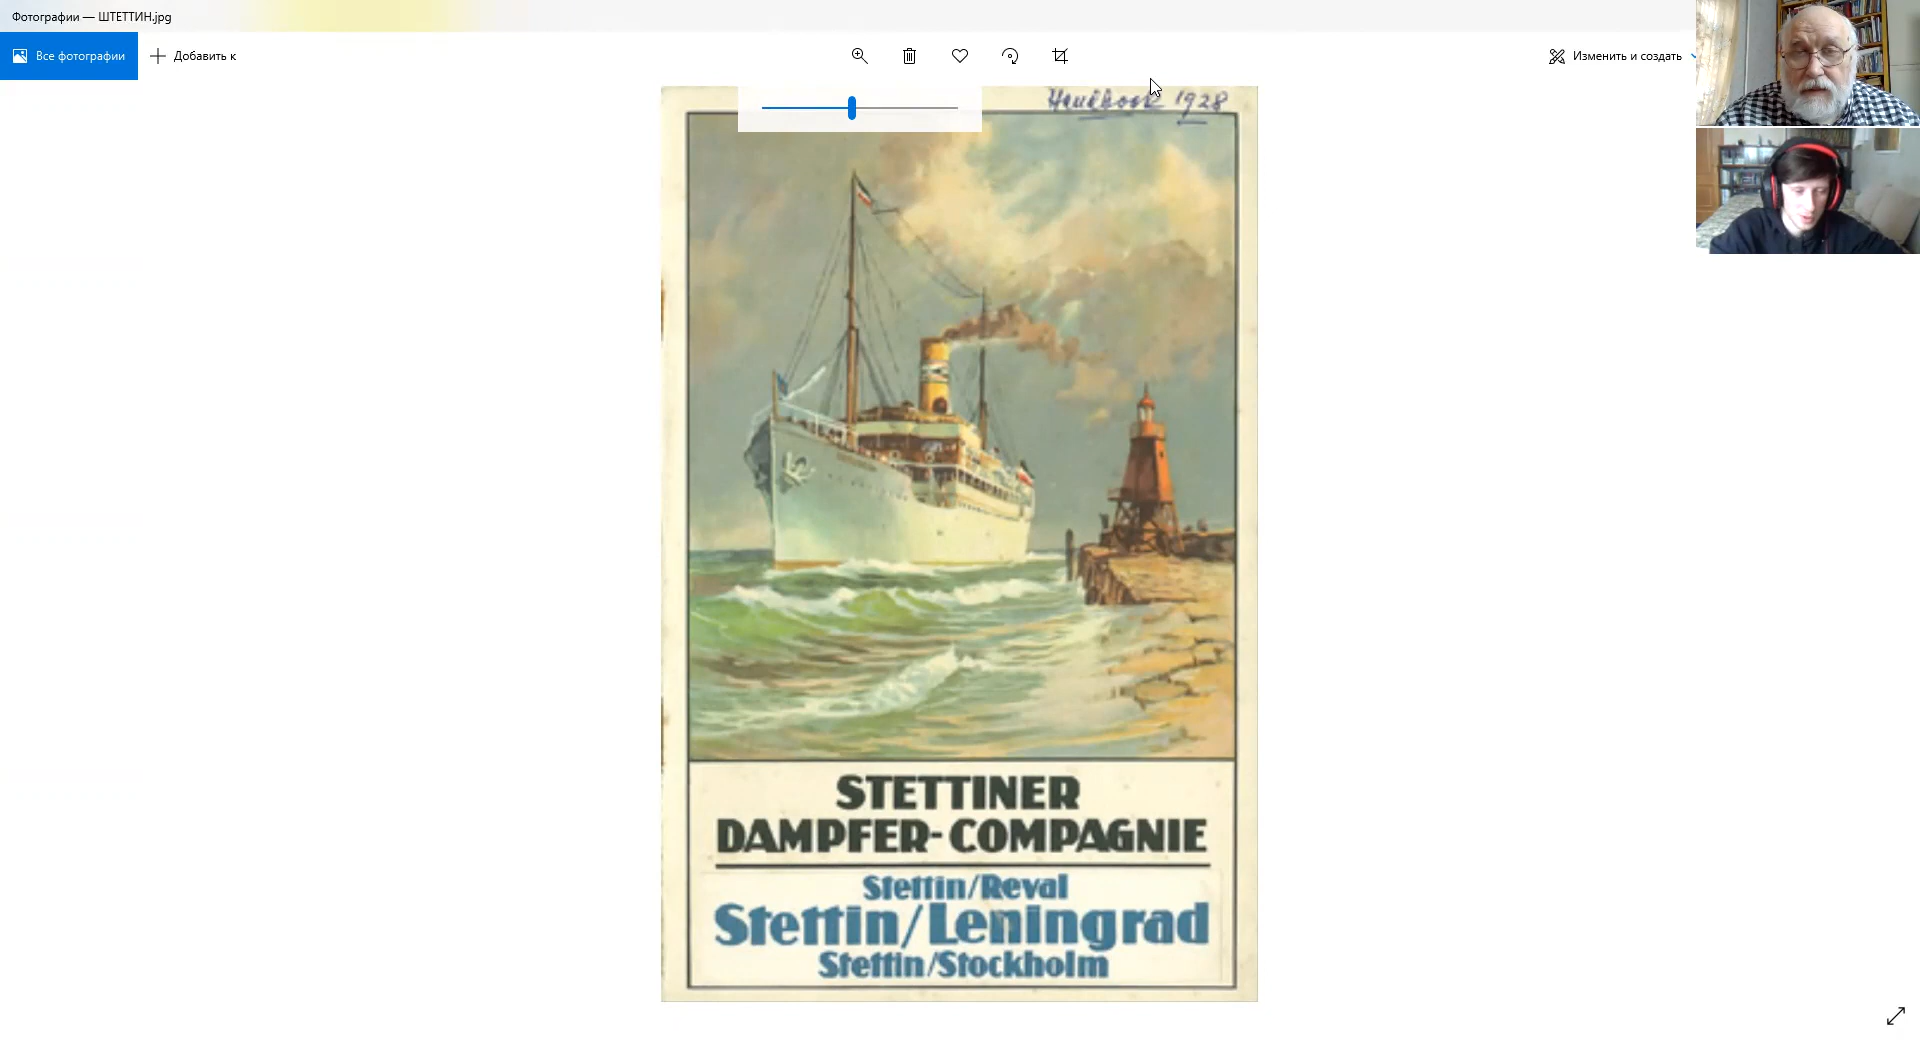 Фотографии — ШТЕТТИН.jpg
Все фотографии
Добавить к
Изменить и создать
1928
STETTINER
DAMPFER-COMPAGNIE
Stettin/Reval
Stettin/Leningrad
Stettin/Stockholm